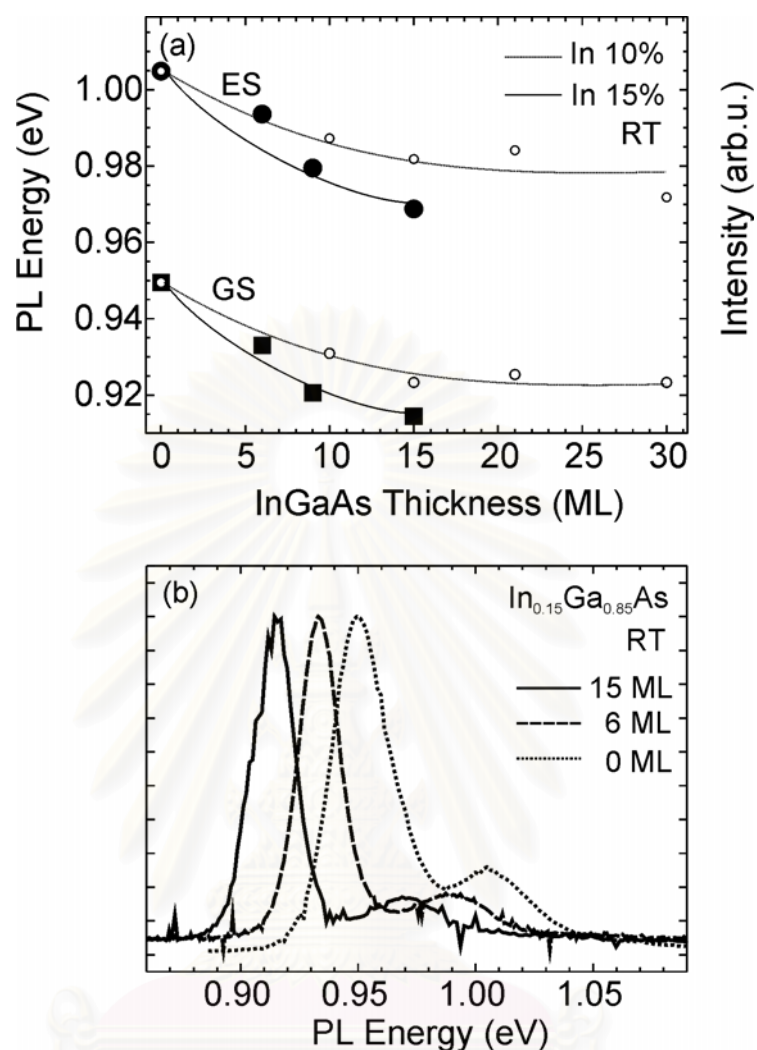 (a)
In 10%
In 15%
RT
ES
GS
1.00
0.98
0.96
0.94
0.92
PL Energy (eV)
Intensity (arb.u.)
0 5 10 15 20 25 30
InGaAs Thickness (ML)
(b)
In₀.₁₅Ga₀.₈₅As
RT
15 ML
6 ML
0 ML
0.90 0.95 1.00 1.05
PL Energy (eV)